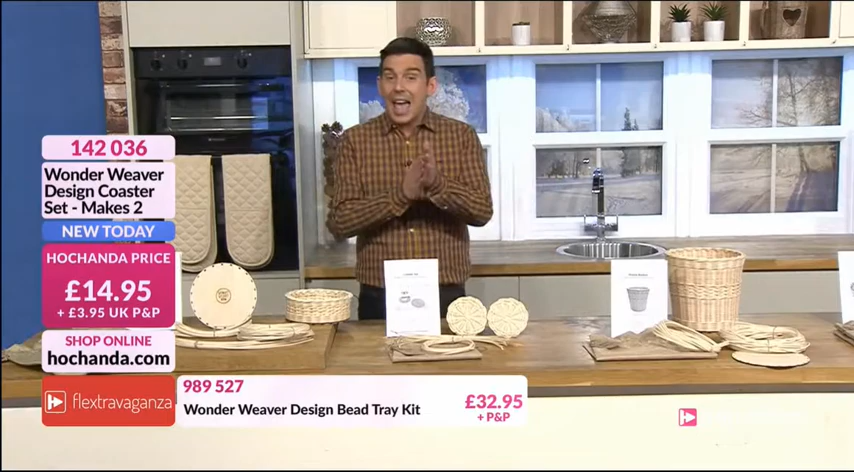 142 036
Wonder Weaver
Design Coaster
Set - Makes 2
NEW TODAY
HOCHANDA PRICE
£14.95
+ £3.95 UK P&P
SHOP ONLINE
hochanda.com
flextravaganza
989 527
Wonder Weaver Design Bead Tray Kit
£32.95
+ P&P